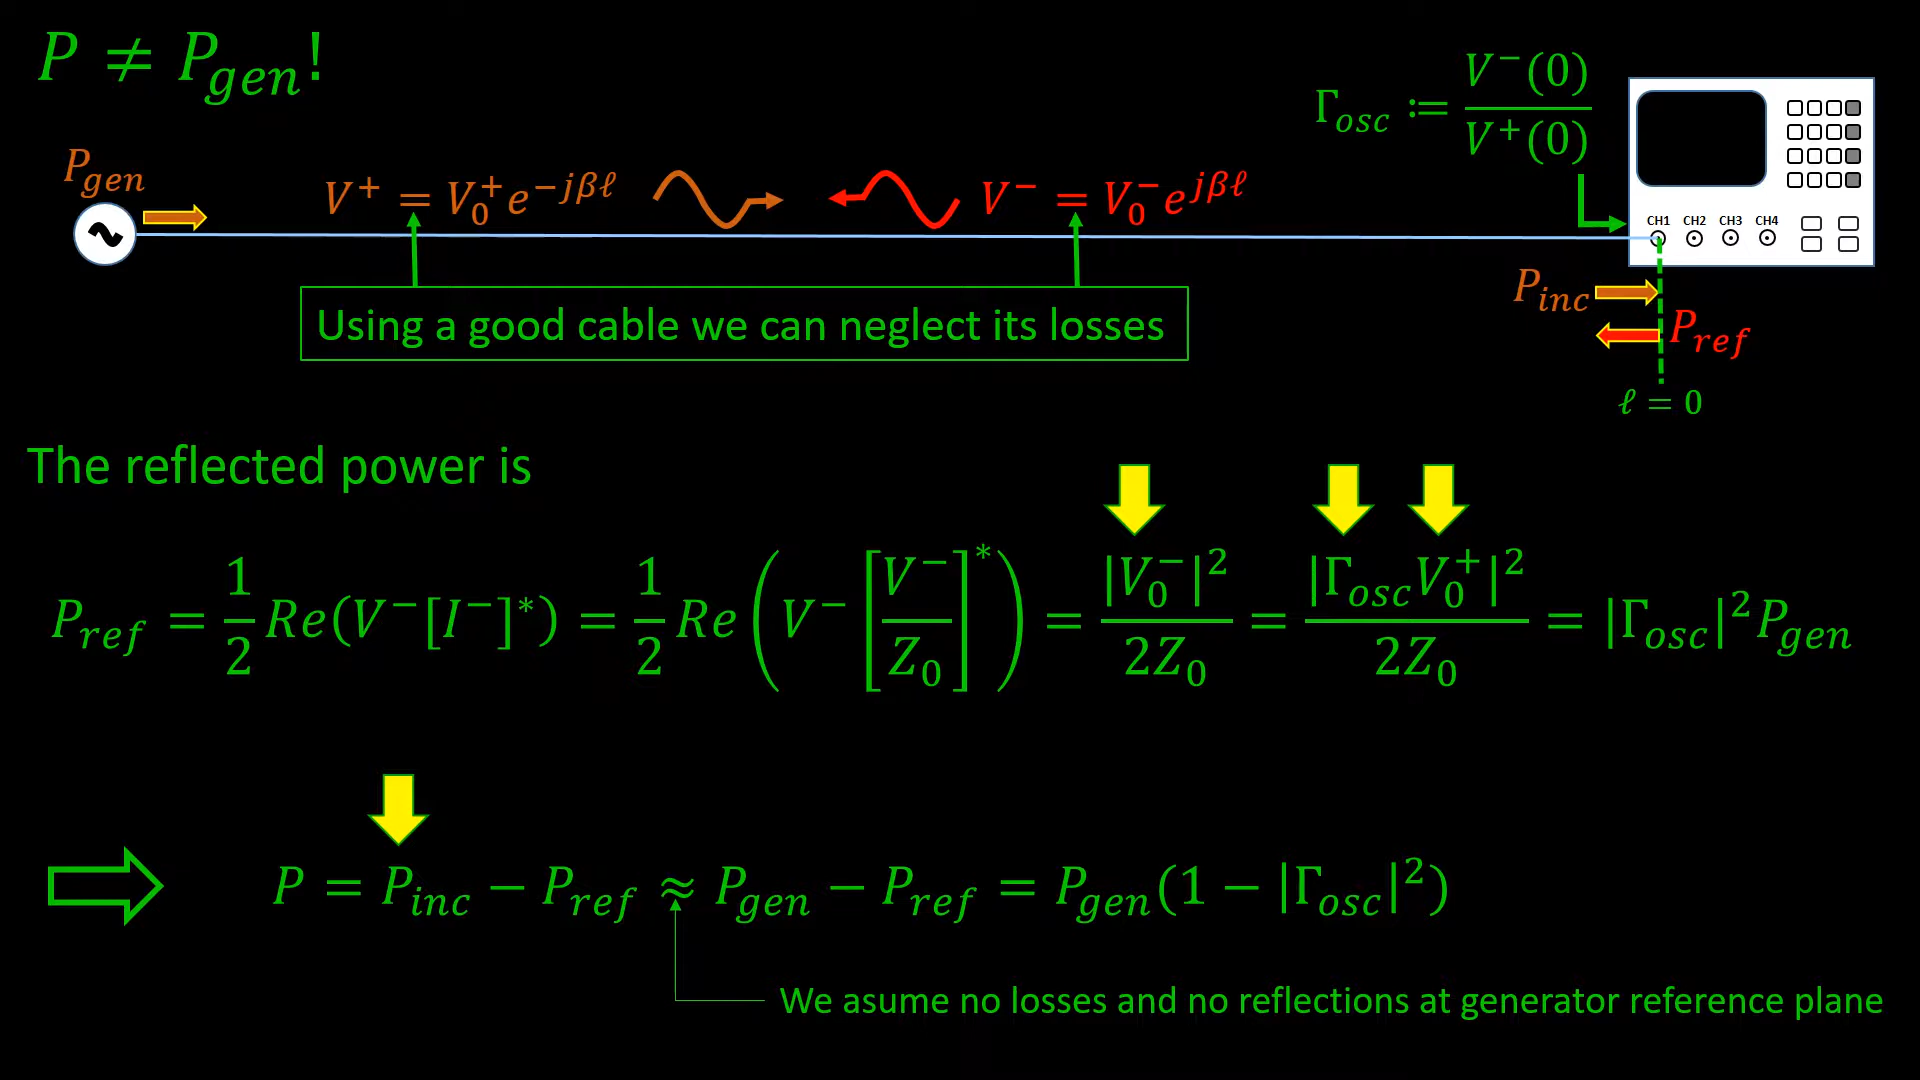 P ≠ P_gen!
Γ_osc ≔ V⁻(0) / V⁺(0)
P_gen
V⁺ = V₀⁺e^(−jβℓ)
V⁻ = V₀⁻e^(jβℓ)
CH1 CH2 CH3 CH4
Using a good cable we can neglect its losses
P_inc
P_ref
ℓ = 0
The reflected power is
P_ref = 1/2 Re(V⁻[I⁻]*) = 1/2 Re(V⁻[V⁻/Z₀]*) = |V₀⁻|²/2Z₀ = |Γ_osc V₀⁺|²/2Z₀ = |Γ_osc|²P_gen
P = P_inc − P_ref ≈ P_gen − P_ref = P_gen(1 − |Γ_osc|²)
We asume no losses and no reflections at generator reference plane